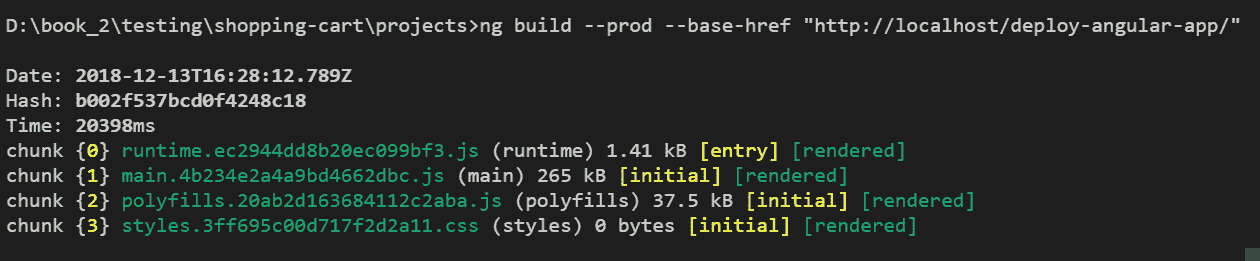 D:\book_2\testing\shopping-cart\projects>ng build --prod --base-href "http://localhost/deploy-angular-app/"
Date: 2018-12-13T16:28:12.789Z
Hash: b002f537bcd0f4248c18
Time: 20398ms
chunk {0} runtime.ec2944dd8b20ec099bf3.js (runtime) 1.41 kB [entry] [rendered]
chunk {1} main.4b234e2a4a9bd4662dbc.js (main) 265 kB [initial] [rendered]
chunk {2} polyfills.20ab2d163684112c2aba.js (polyfills) 37.5 kB [initial] [rendered]
chunk {3} styles.3ff695c00d717f2d2a11.css (styles) 0 bytes [initial] [rendered]